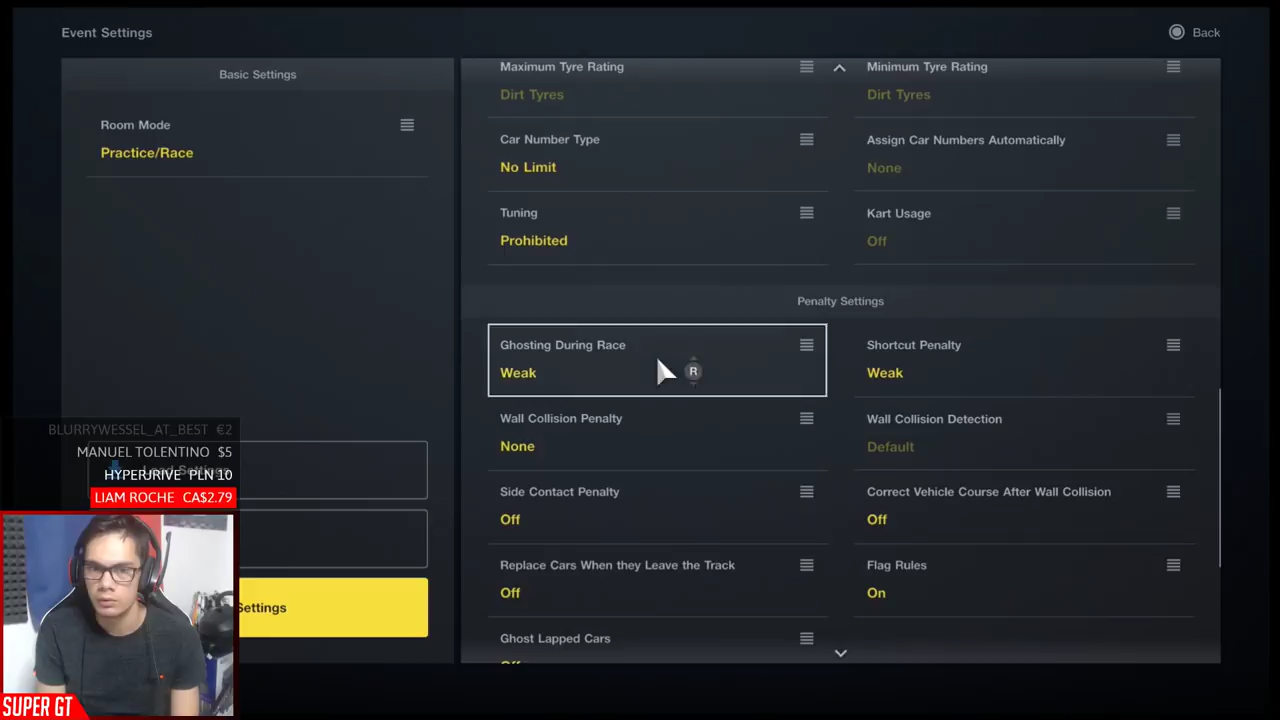 Event Settings
Back
Basic Settings
Room Mode
Practice/Race
Maximum Tyre Rating
Dirt Tyres
Minimum Tyre Rating
Dirt Tyres
Car Number Type
No Limit
Assign Car Numbers Automatically
None
Tuning
Prohibited
Kart Usage
Off
Penalty Settings
Ghosting During Race
Weak
R
Shortcut Penalty
Weak
Wall Collision Penalty
None
Wall Collision Detection
Default
Side Contact Penalty
Off
Correct Vehicle Course After Wall Collision
Off
Replace Cars When they Leave the Track
Off
Flag Rules
On
Ghost Lapped Cars
Off
BLURRYWESSEL_AT_BEST €2
MANUEL TOLENTINO $5
HYPERJRIVE PLN 10
LIAM ROCHE CA$2.79
Load Settings
Settings
SUPER GT